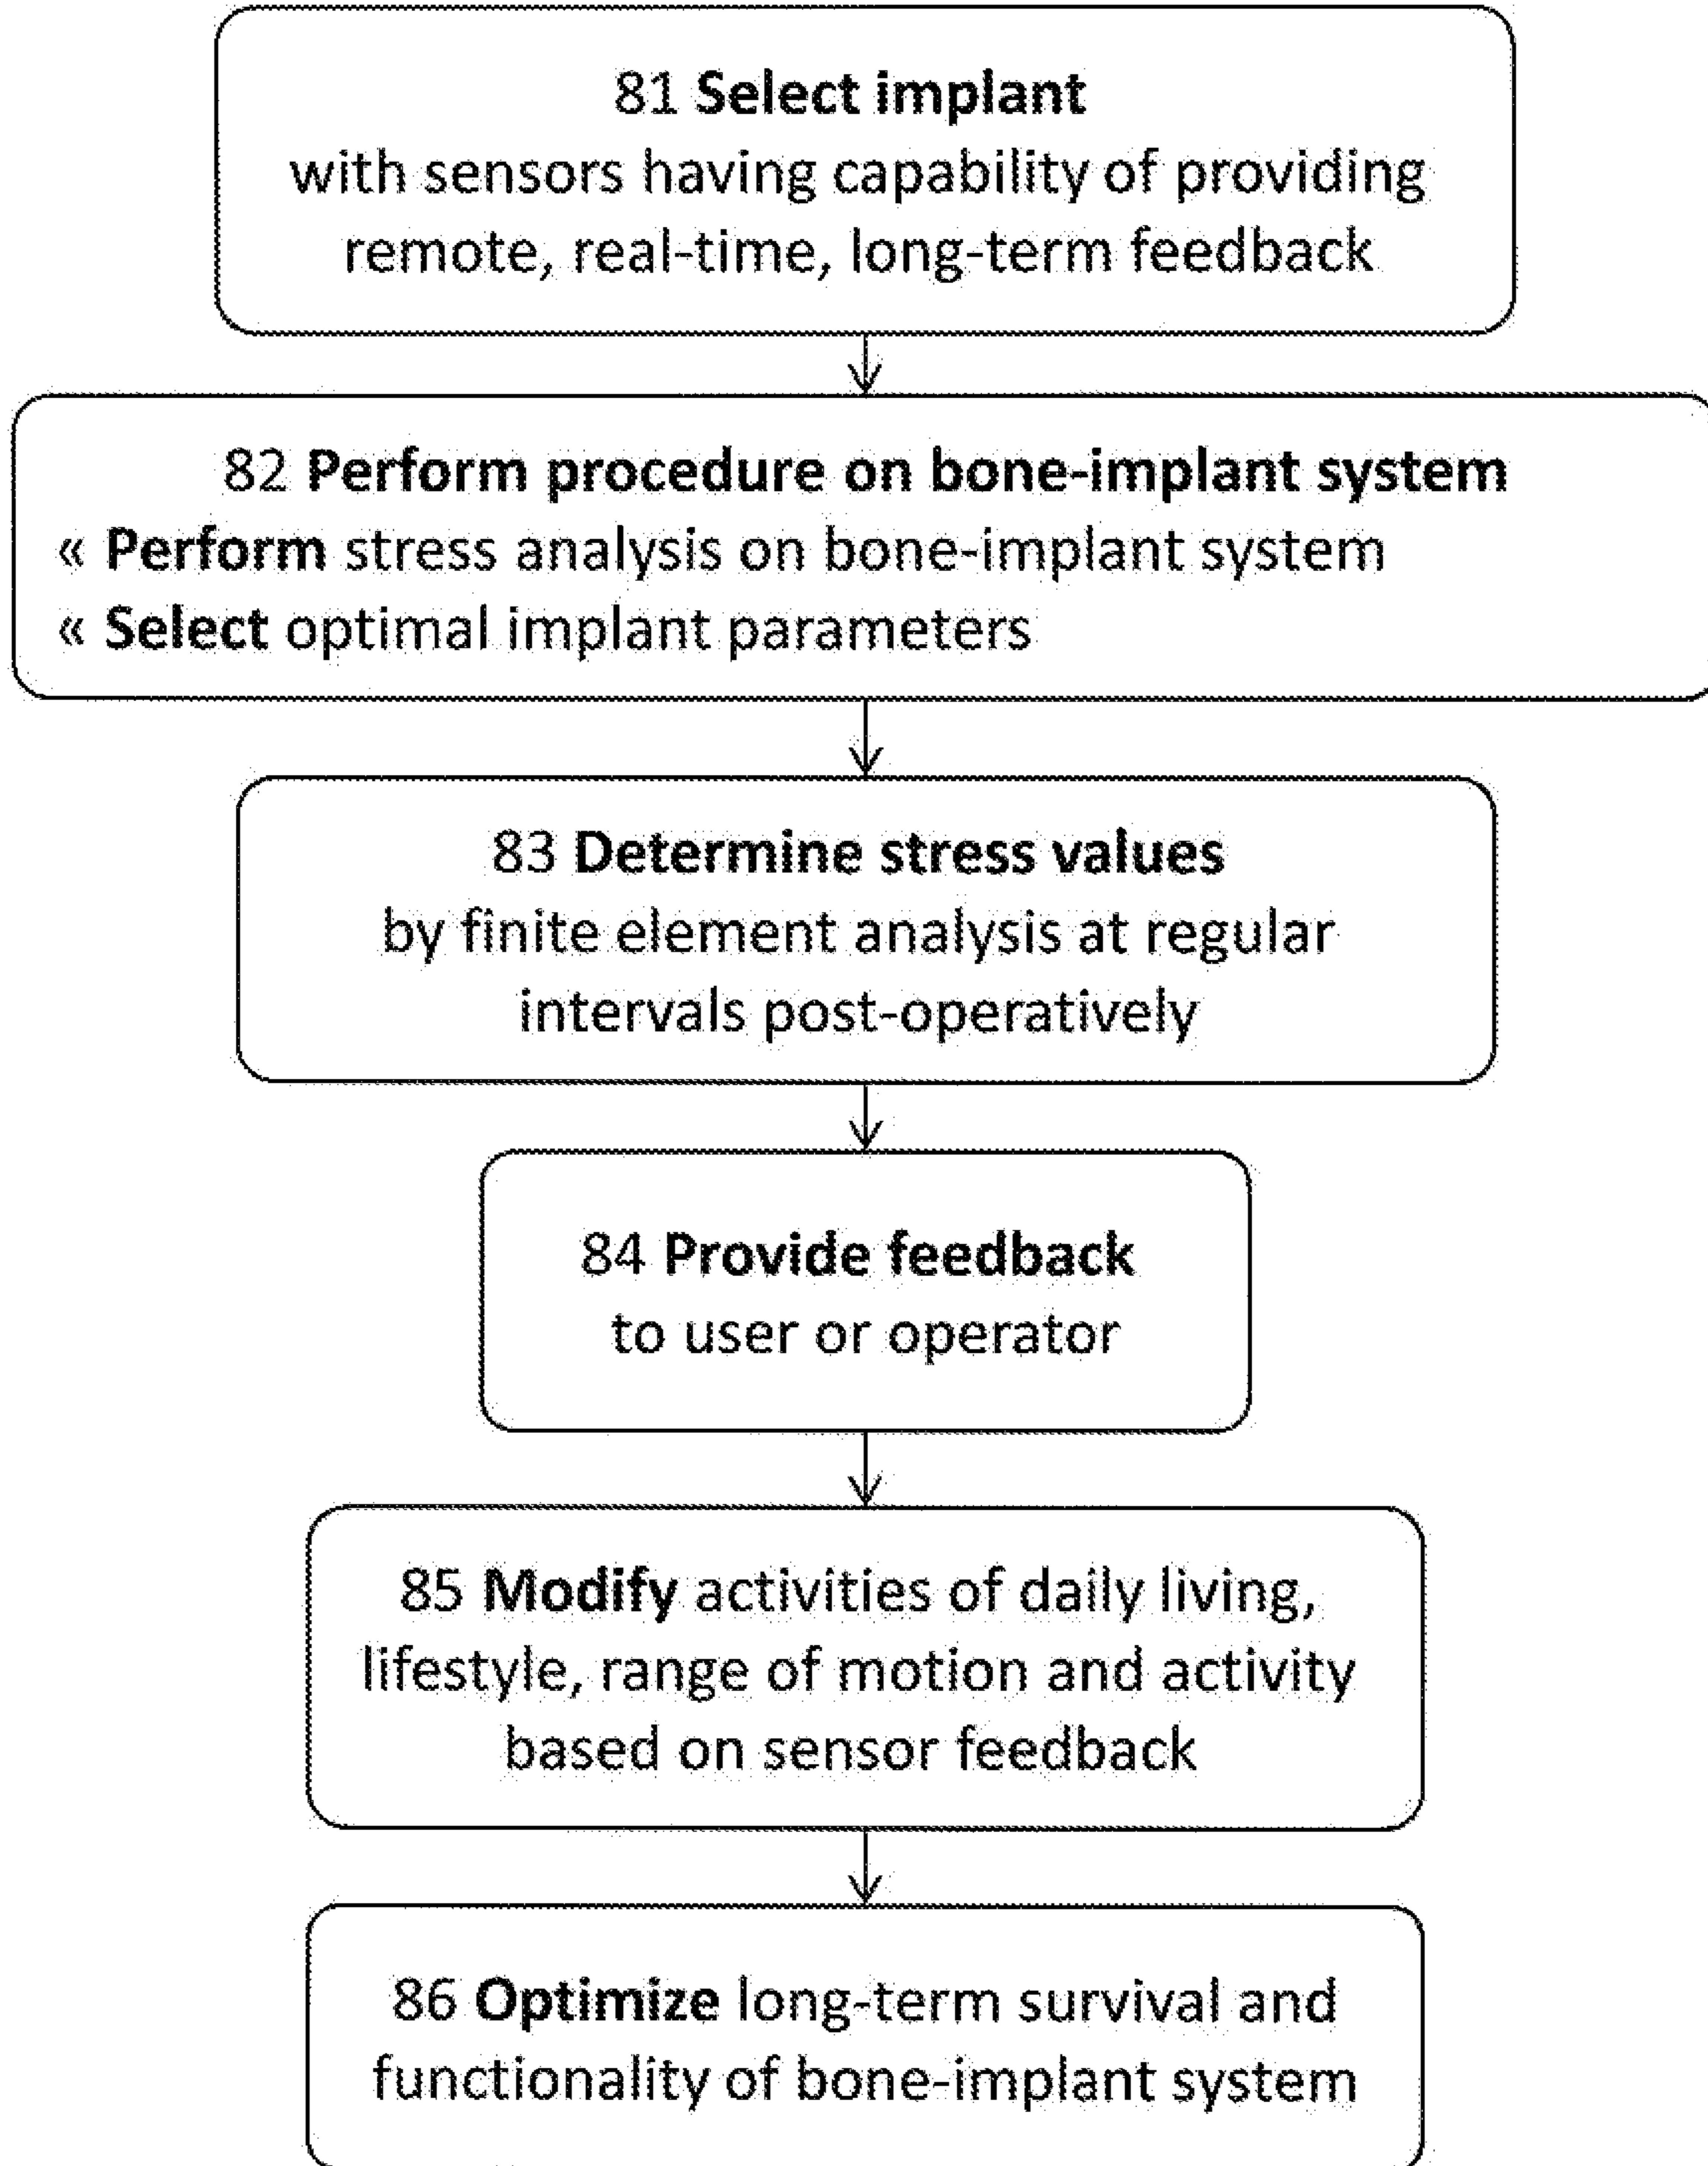 81 Select implant
with sensors having capability of providing
remote, real-time, long-term feedback
82 Perform procedure on bone-implant system
« Perform stress analysis on bone-implant system
« Select optimal implant parameters
83 Determine stress values
by finite element analysis at regular
intervals post-operatively
84 Provide feedback
to user or operator
85 Modify activities of daily living,
lifestyle, range of motion and activity
based on sensor feedback
86 Optimize long-term survival and
functionality of bone-implant system